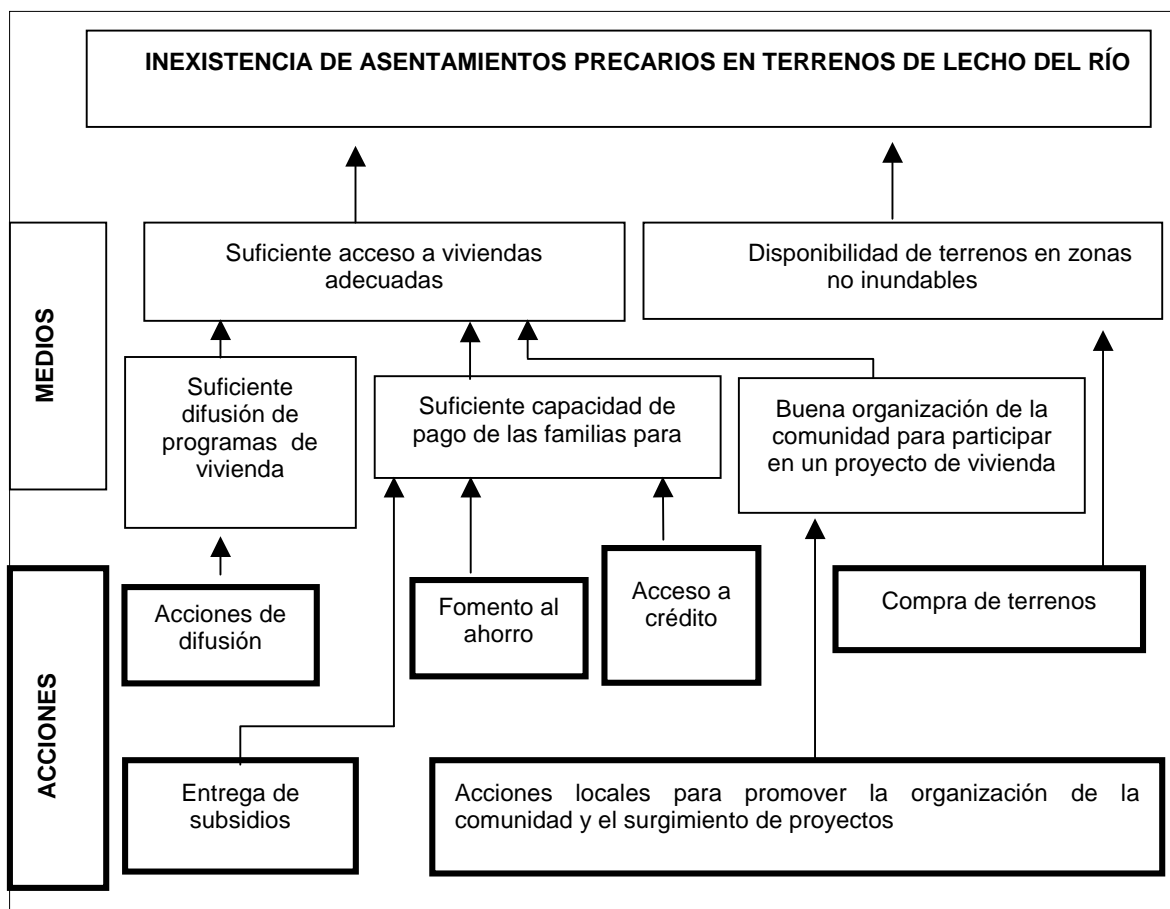 INEXISTENCIA DE ASENTAMIENTOS PRECARIOS EN TERRENOS DE LECHO DEL RÍO
MEDIOS
Suficiente acceso a viviendas
adecuadas
Disponibilidad de terrenos en zonas
no inundables
Suficiente
difusión de
programas de
vivienda
Suficiente capacidad de
pago de las familias para
Buena organización de la
comunidad para participar
en un proyecto de vivienda
ACCIONES
Acciones de
difusión
Fomento al
ahorro
Acceso a
crédito
Compra de terrenos
Entrega de
subsidios
Acciones locales para promover la organización de la
comunidad y el surgimiento de proyectos